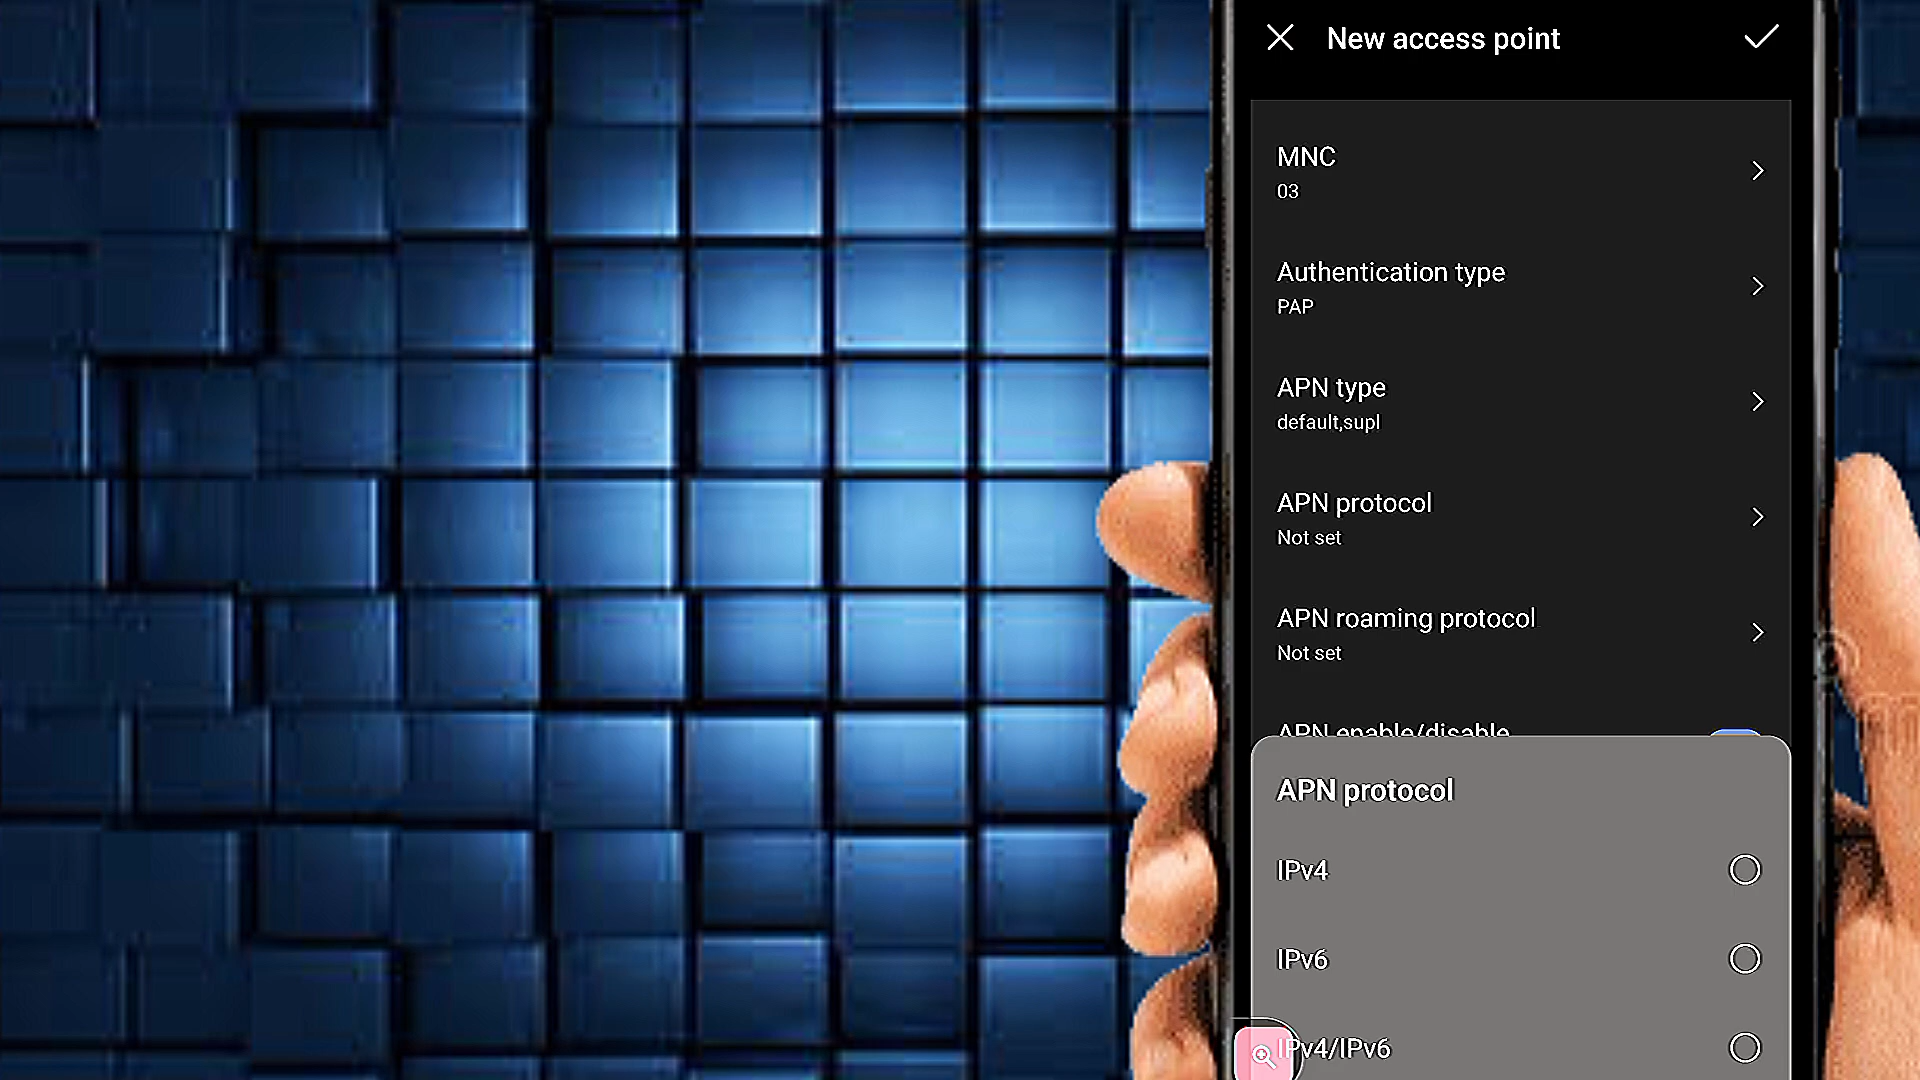 New access point
MNC
03
Authentication type
PAP
APN type
default,supl
APN protocol
Not set
APN roaming protocol
Not set
APN enable/disable
APN protocol
IPv4
IPv6
IPv4/IPv6